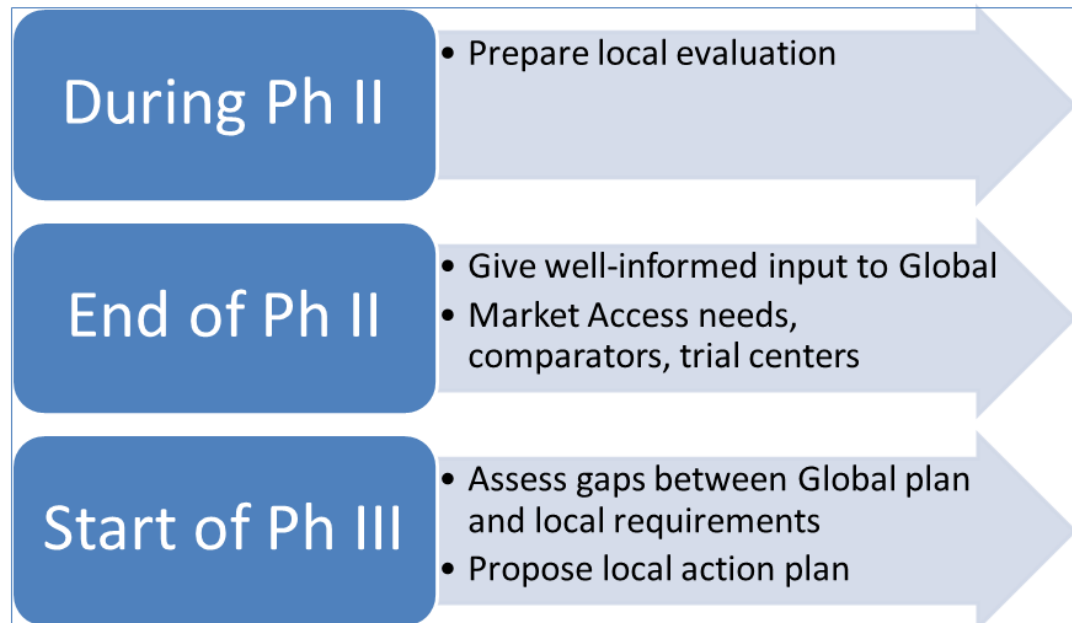 During Ph II
• Prepare local evaluation
End of Ph II
• Give well-informed input to Global
• Market Access needs,
comparators, trial centers
Start of Ph III
• Assess gaps between Global plan
and local requirements
• Propose local action plan